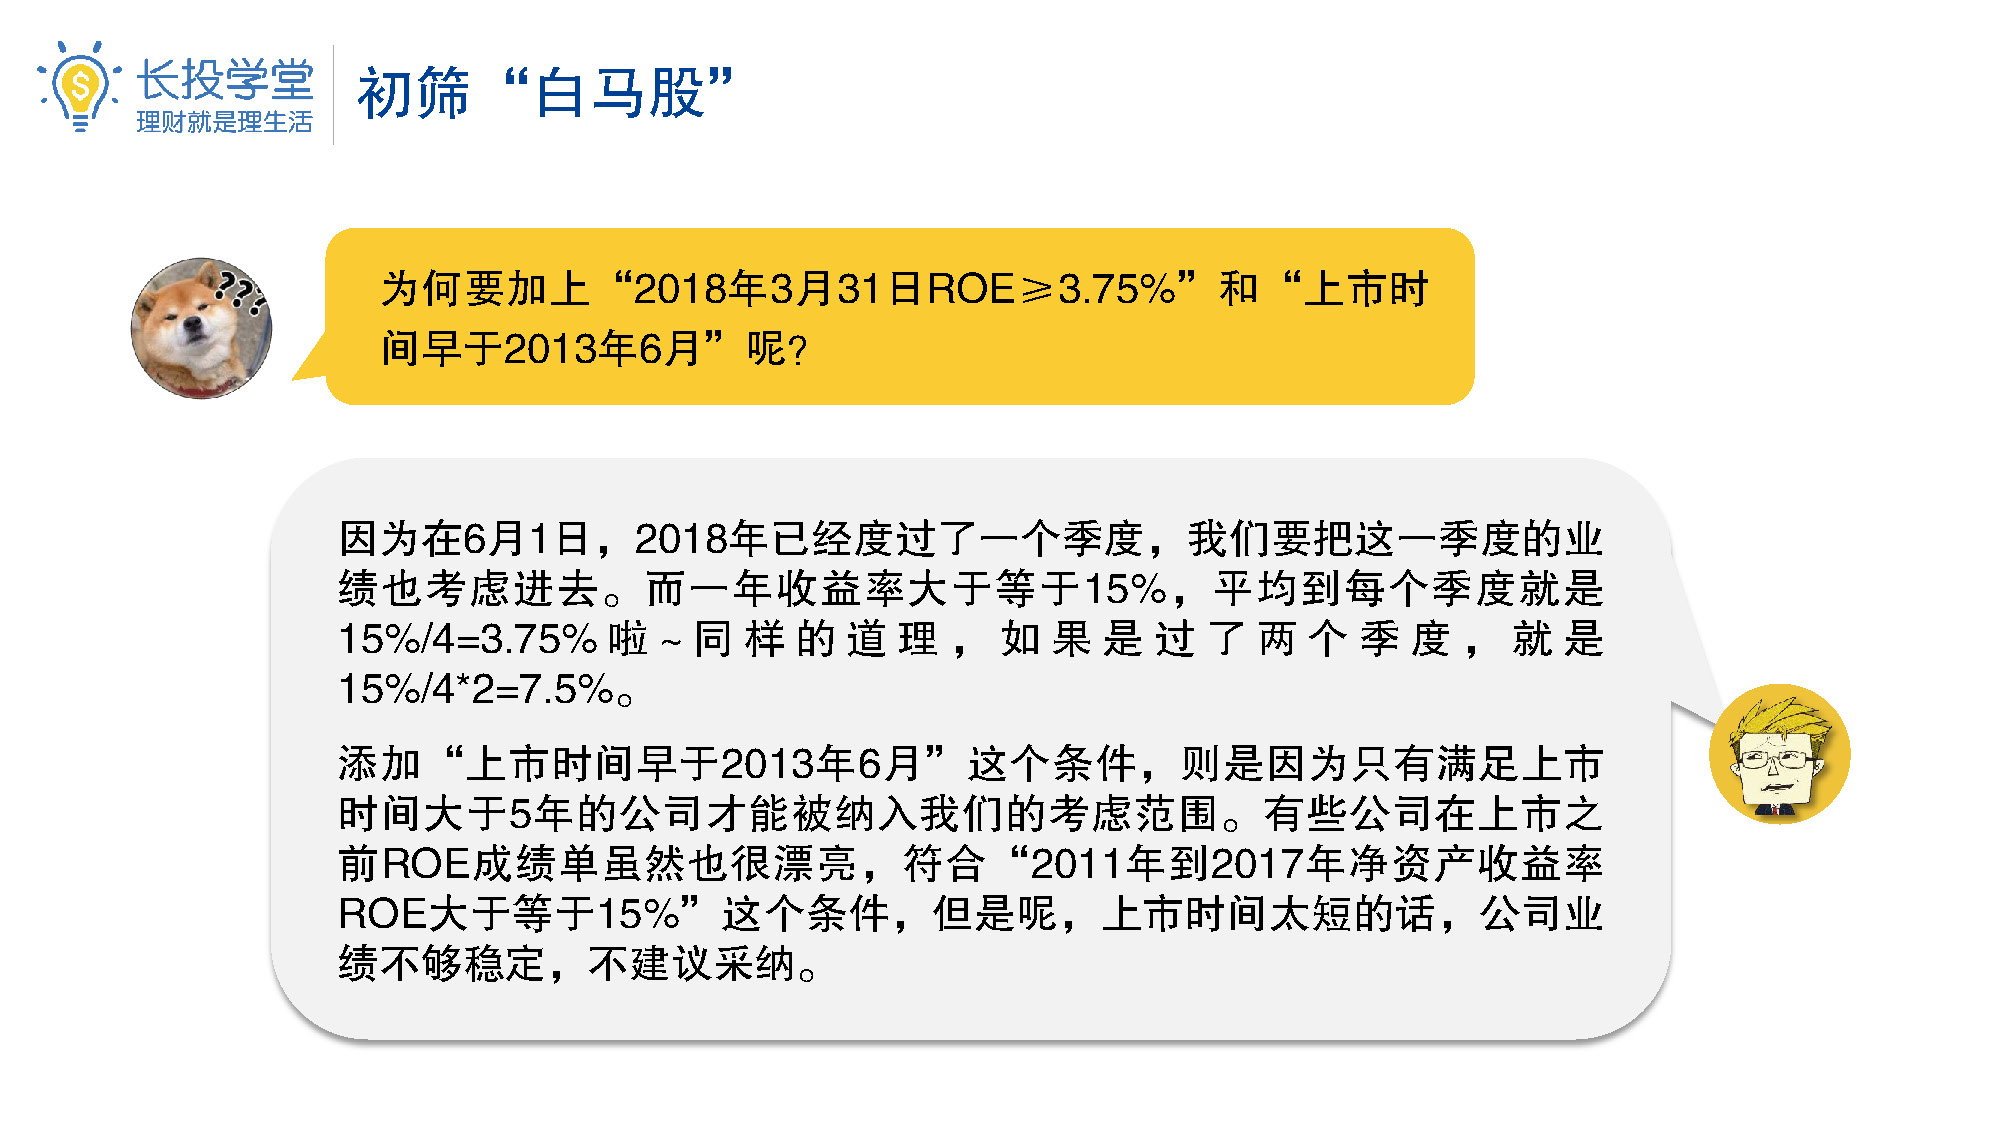 长投学堂
理财就是理生活
初筛“白马股”
???
为何要加上“2018年3月31日ROE≥3.75%”和“上市时
间早于2013年6月”呢？
因为在6月1日，2018年已经度过了一个季度，我们要把这一季度的业
绩也考虑进去。而一年收益率大于等于15%，平均到每个季度就是
15%/4=3.75%啦~同样的道理，如果是过了两个季度，就是
15%/4*2=7.5%。
添加“上市时间早于2013年6月”这个条件，则是因为只有满足上市
时间大于5年的公司才能被纳入我们的考虑范围。有些公司在上市之
前ROE成绩单虽然也很漂亮，符合“2011年到2017年净资产收益率
ROE大于等于15%”这个条件，但是呢，上市时间太短的话，公司业
绩不够稳定，不建议采纳。